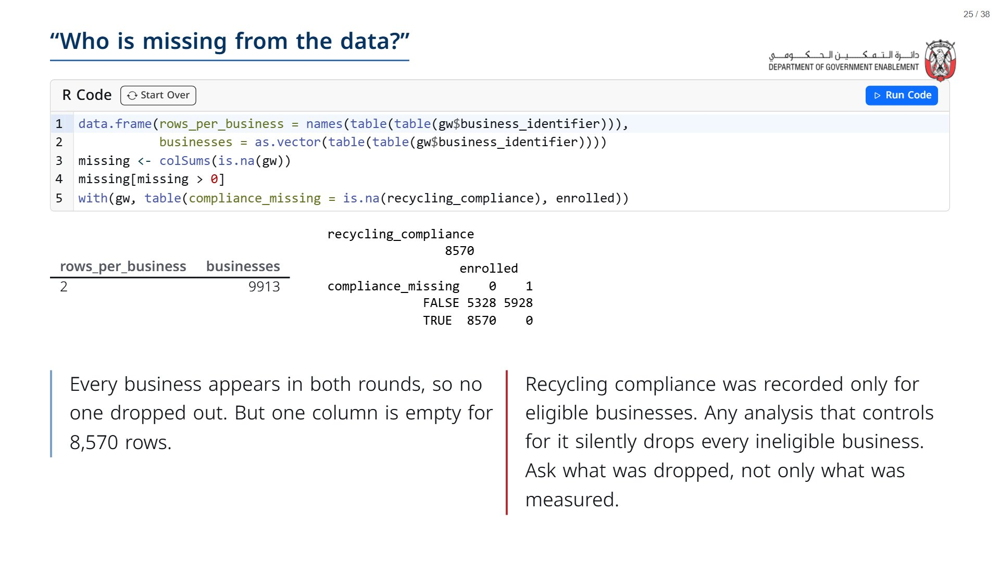 25 / 38
“Who is missing from the data?”
دائرة التمكين الحكومي
DEPARTMENT OF GOVERNMENT ENABLEMENT
R Code
Start Over
Run Code
1 data.frame(rows_per_business = names(table(table(gw$business_identifier))),
2 businesses = as.vector(table(table(gw$business_identifier))))
3 missing <- colSums(is.na(gw))
4 missing[missing > 0]
5 with(gw, table(compliance_missing = is.na(recycling_compliance), enrolled))
rows_per_business businesses
2 9913
recycling_compliance
8570
enrolled
compliance_missing 0 1
FALSE 5328 5928
TRUE 8570 0
Every business appears in both rounds, so no
one dropped out. But one column is empty for
8,570 rows.
Recycling compliance was recorded only for
eligible businesses. Any analysis that controls
for it silently drops every ineligible business.
Ask what was dropped, not only what was
measured.